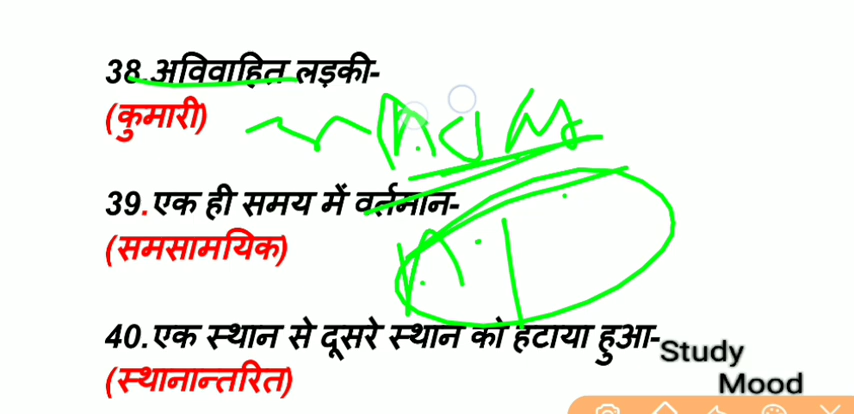 38.अविवाहित लड़की-
(कुमारी)
39.एक ही समय में वर्तमान-
(समसामयिक)
40.एक स्थान से दूसरे स्थान को हटाया हुआ-
(स्थानान्तरित)
Study
Mood